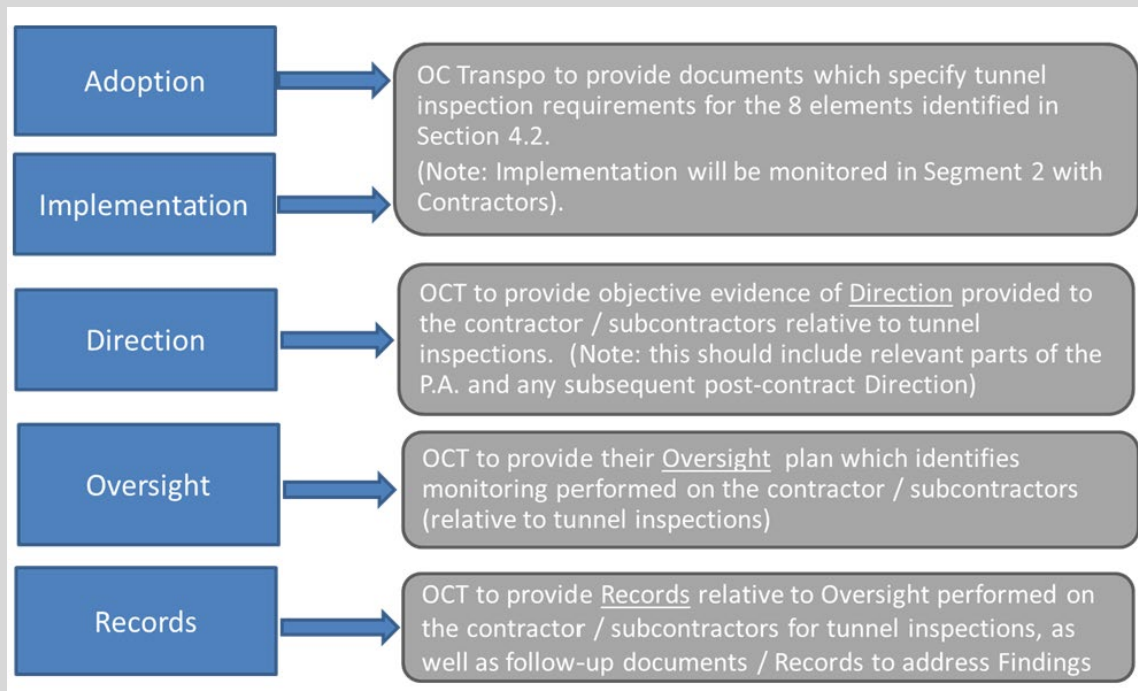 Adoption
OC Transpo to provide documents which specify tunnel
inspection requirements for the 8 elements identified in
Section 4.2.
(Note: Implementation will be monitored in Segment 2 with
Contractors).
Implementation
Direction
OCT to provide objective evidence of Direction provided to
the contractor / subcontractors relative to tunnel
inspections.  (Note: this should include relevant parts of the
P.A. and any subsequent post-contract Direction)
Oversight
OCT to provide their Oversight  plan which identifies
monitoring performed on the contractor / subcontractors
(relative to tunnel inspections)
Records
OCT to provide Records relative to Oversight performed on
the contractor / subcontractors for tunnel inspections, as
well as follow-up documents / Records to address Findings